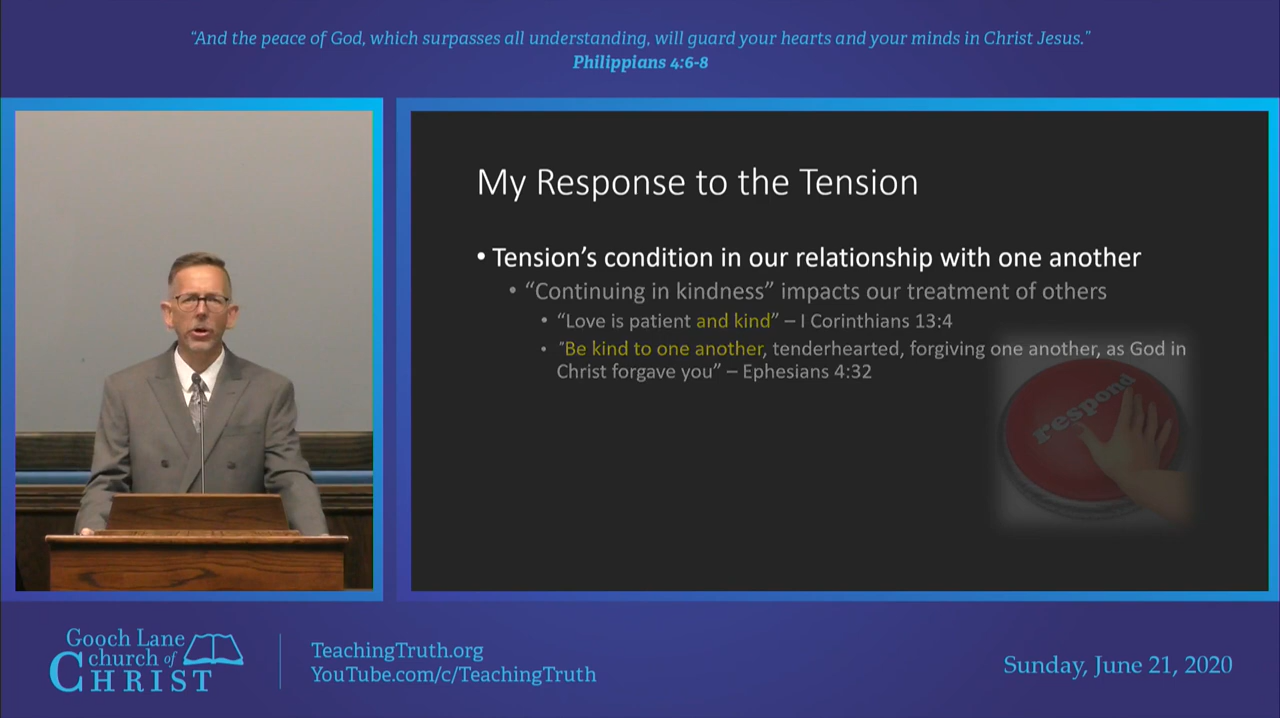 “And the peace of God, which surpasses all understanding, will guard your hearts and your minds in Christ Jesus.”
Philippians 4:6-8
My Response to the Tension
• Tension’s condition in our relationship with one another
• “Continuing in kindness” impacts our treatment of others
• “Love is patient and kind” – I Corinthians 13:4
• “Be kind to one another, tenderhearted, forgiving one another, as God in
Christ forgave you” – Ephesians 4:32
respond
Gooch Lane
church of
CHRIST
TeachingTruth.org
YouTube.com/c/TeachingTruth
Sunday, June 21, 2020